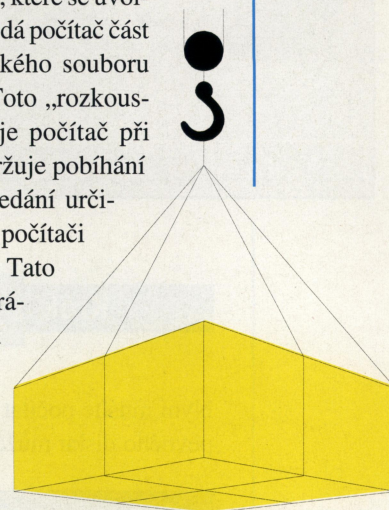 které se uvol-
dá počítač část
kého souboru
Toto „rozkous-
je počítač při
ržuje pobíhání
edání urči-
počítači
Tato
rá-